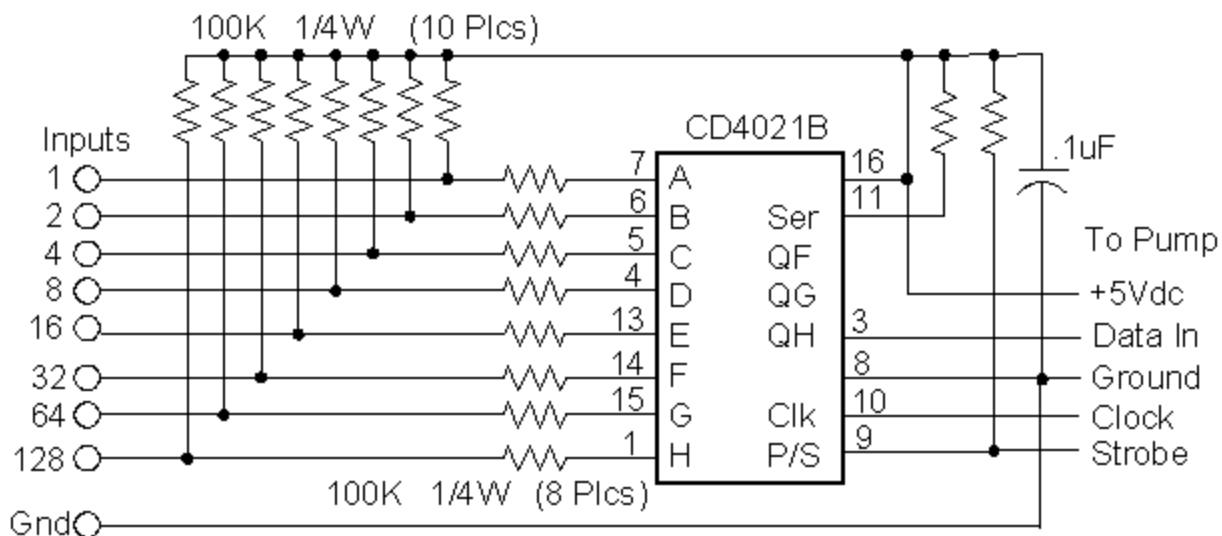 100K 1/4W (10 Plcs)
CD4021B
Inputs
.1uF
1 7 A 16
2 6 B Ser 11
4 5 C QF
To Pump
8 4 D QG +5Vdc
16 13 E QH 3 Data In
32 14 F 8 Ground
64 15 G Clk 10 Clock
128 1 H P/S 9 Strobe
100K 1/4W (8 Plcs)
Gnd